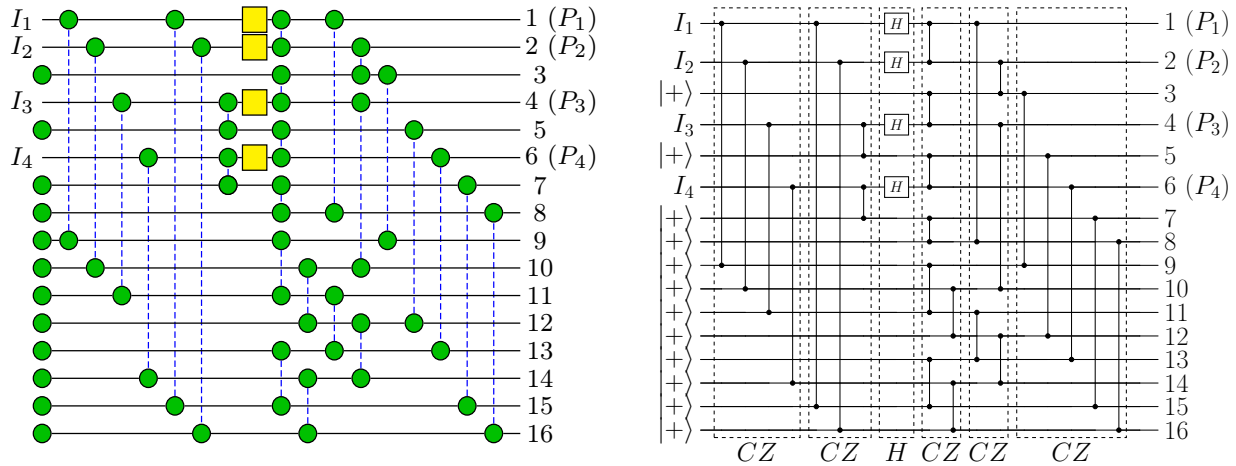 I₁ 1 (P₁)
I₂ 2 (P₂)
3
I₃ 4 (P₃)
5
I₄ 6 (P₄)
7
8
9
10
11
12
13
14
15
16
I₁ H 1 (P₁)
I₂ H 2 (P₂)
|+⟩ 3
I₃ H 4 (P₃)
|+⟩ 5
I₄ H 6 (P₄)
|+⟩ 7
|+⟩ 8
|+⟩ 9
|+⟩ 10
|+⟩ 11
|+⟩ 12
|+⟩ 13
|+⟩ 14
|+⟩ 15
|+⟩ 16
CZ CZ H CZ CZ CZ